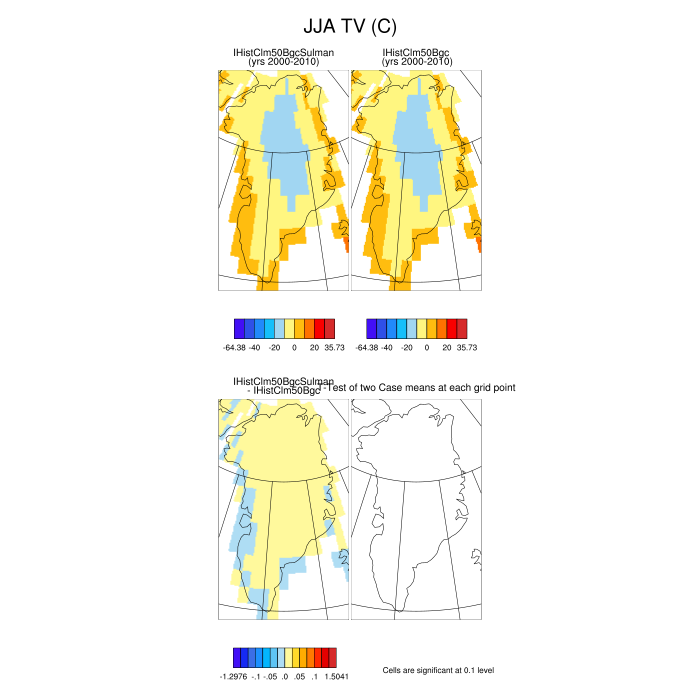 JJA TV (C)
IHistClm50BgcSulman
(yrs 2000-2010)
IHistClm50Bgc
(yrs 2000-2010)
-64.38 -40 -20 0 20 35.73
-64.38 -40 -20 0 20 35.73
IHistClm50BgcSulman
- IHistClm50Bgc
T-Test of two Case means at each grid point
-1.2976 -.1 -.05 .0 .05 .1 1.5041
Cells are significant at 0.1 level